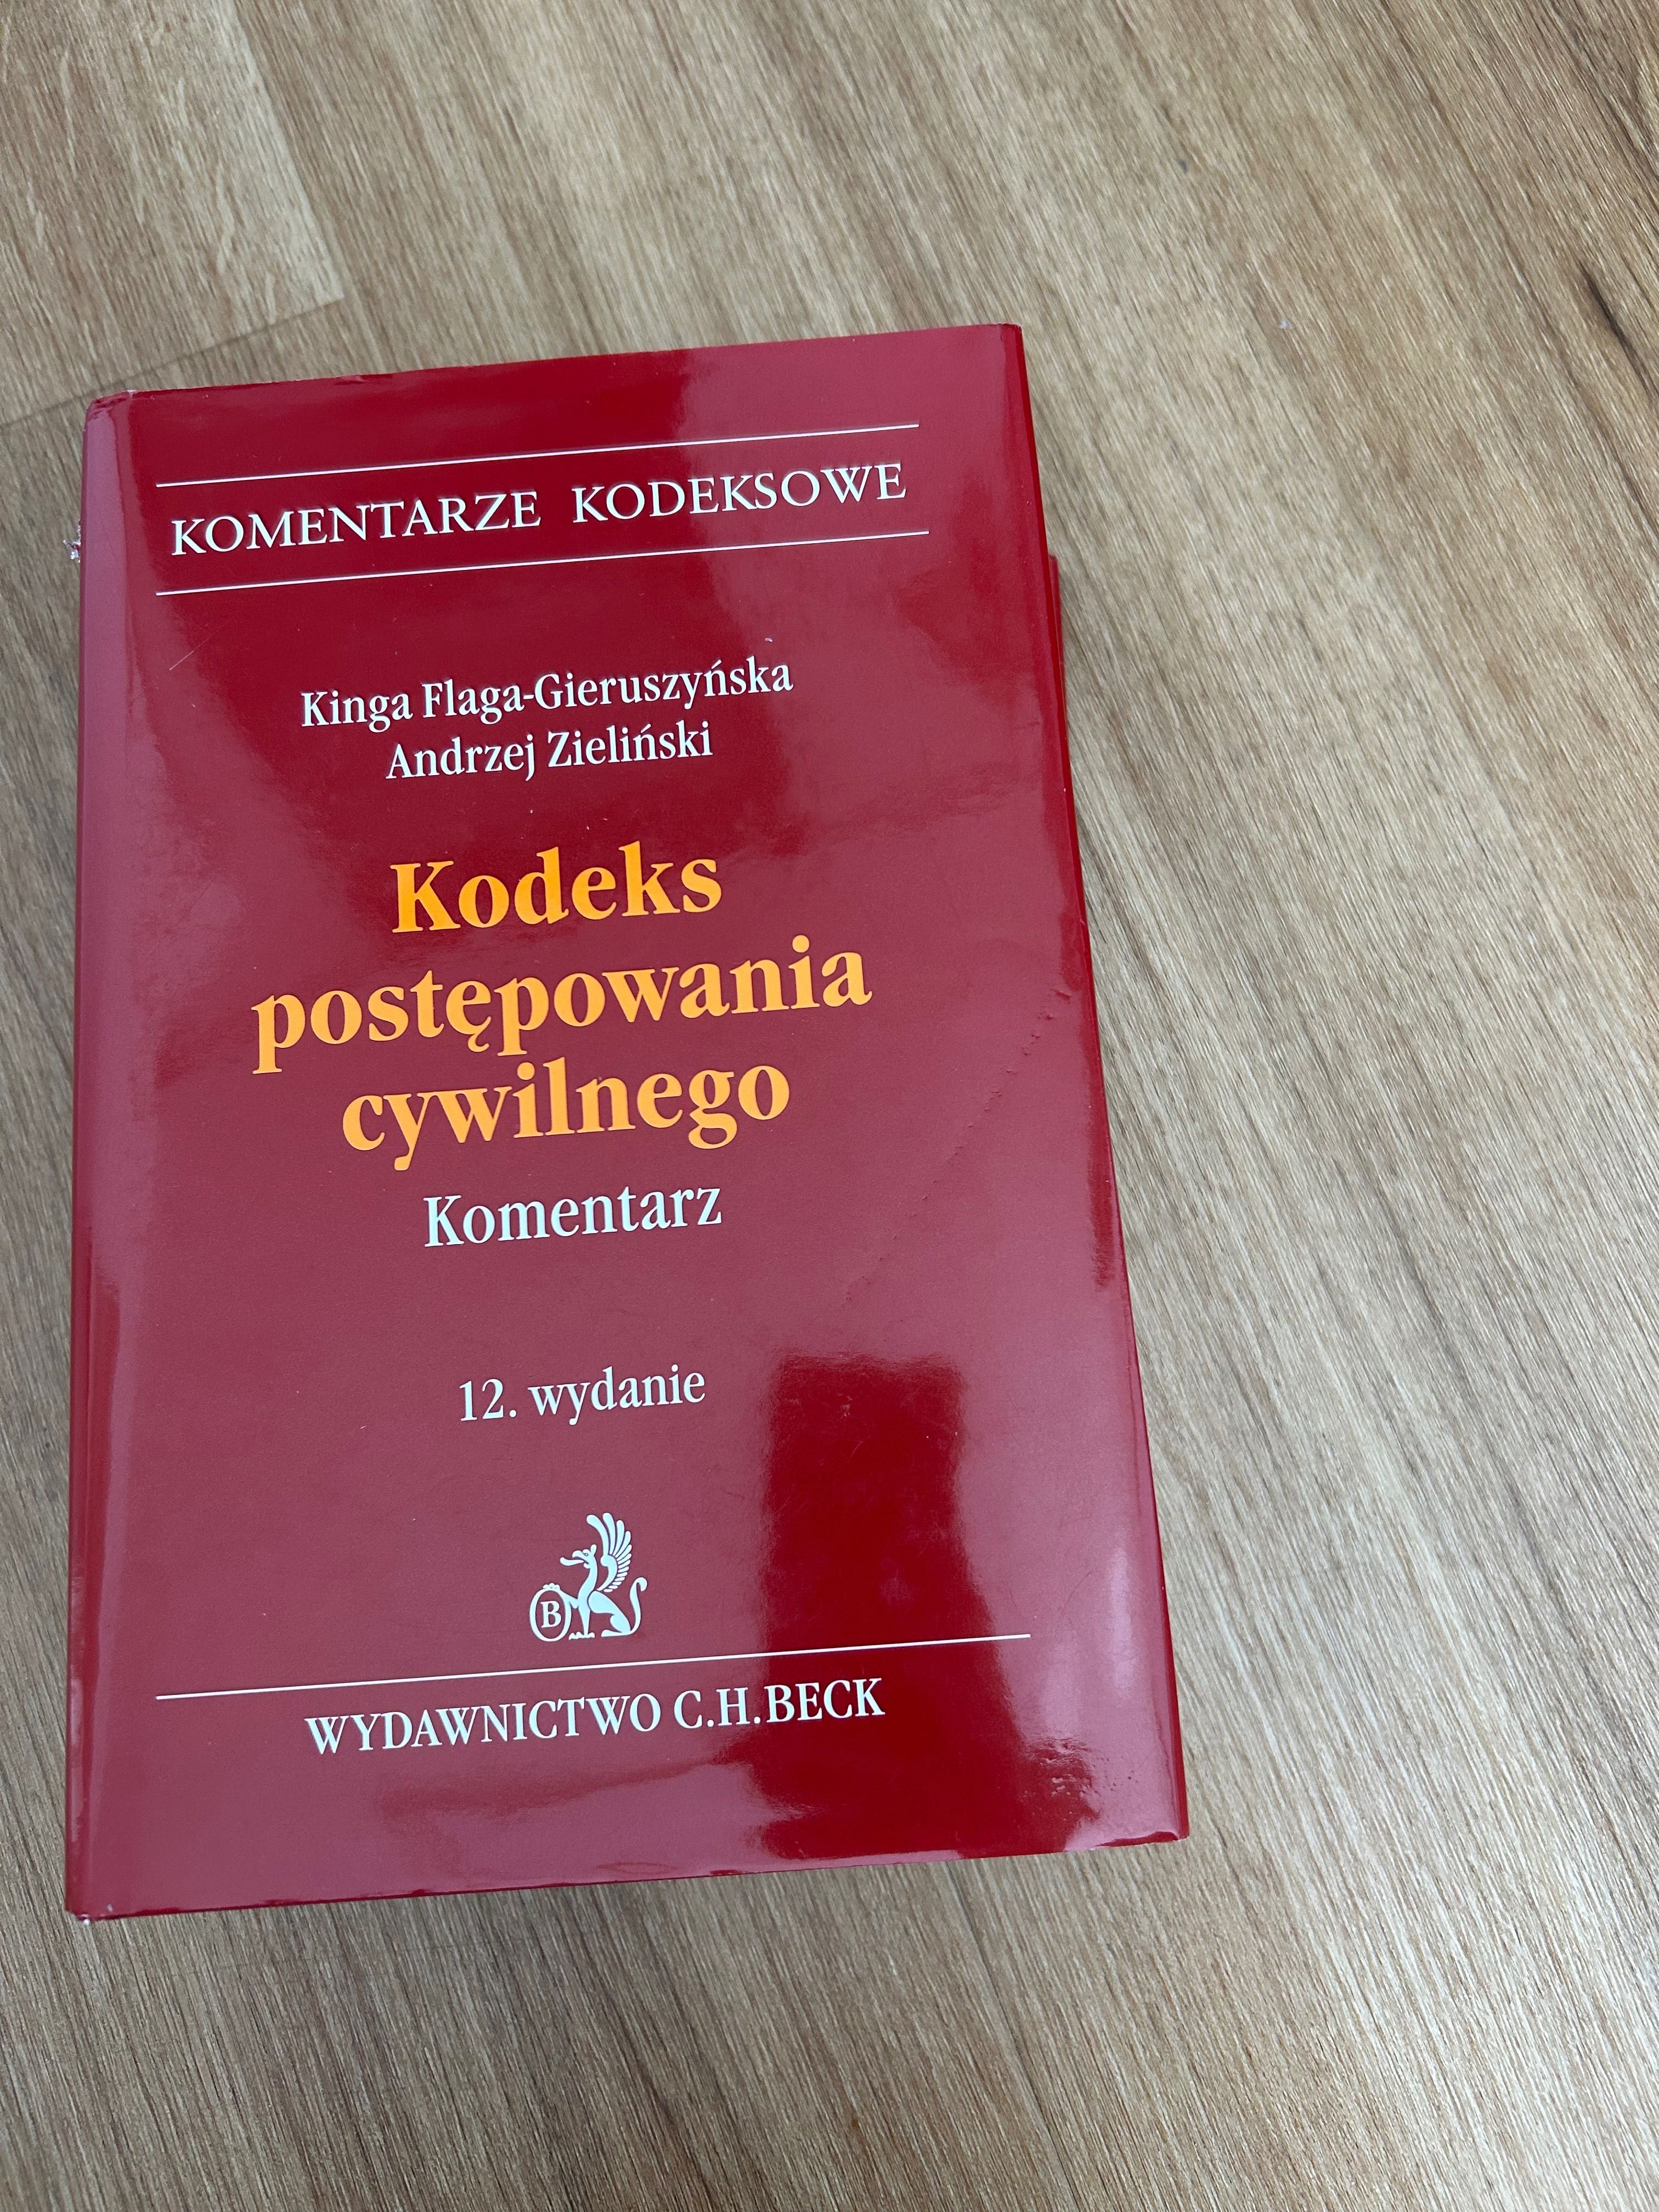 KOMENTARZE KODEKSOWE
Kinga Flaga-Gieruszyńska
Andrzej Zieliński
Kodeks
postępowania
cywilnego
Komentarz
12. wydanie
B
WYDAWNICTWO C.H.BECK